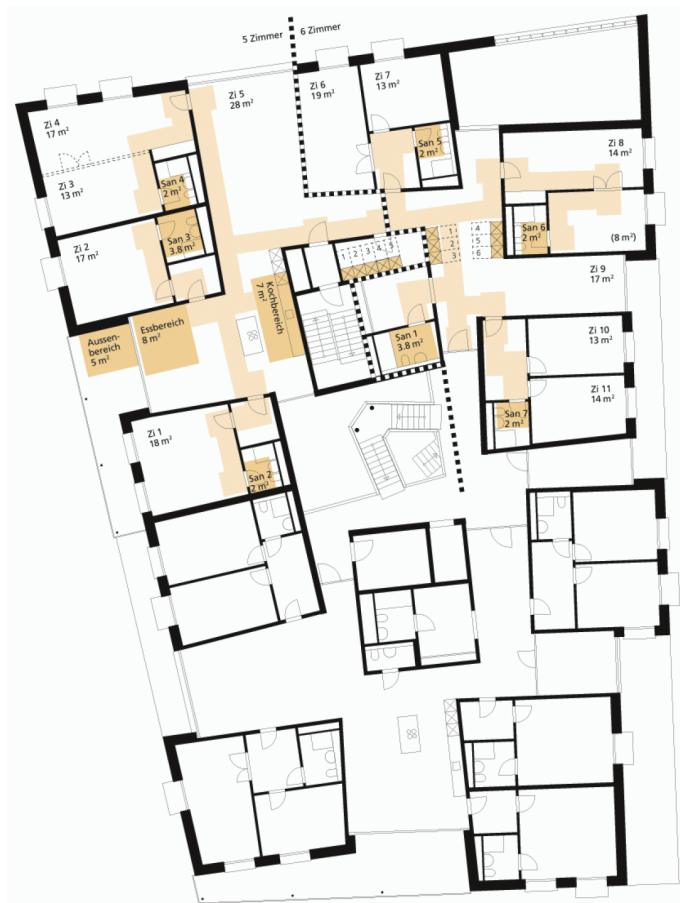 5 Zimmer
6 Zimmer
Zi 4
17 m²
Zi 3
13 m²
San 4
2 m²
Zi 5
28 m²
Zi 6
19 m²
Zi 7
13 m²
San 5
2 m²
Zi 8
14 m²
San 6
2 m²
(8 m²)
Zi 2
17 m²
San 3
3.8 m²
1
2
3
4
5
1
2
3
4
5
6
Zi 9
17 m²
Kochbereich
7 m²
Aussen-
bereich
5 m²
Essbereich
8 m²
San 1
3.8 m²
Zi 10
13 m²
Zi 11
14 m²
San 7
2 m²
Zi 1
18 m²
San 2
2 m²